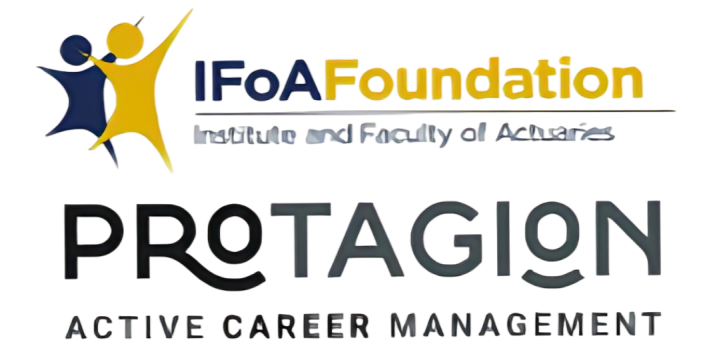 IFoAFoundation
Institute and Faculty of Actuaries
PROTAGION
ACTIVE CAREER MANAGEMENT